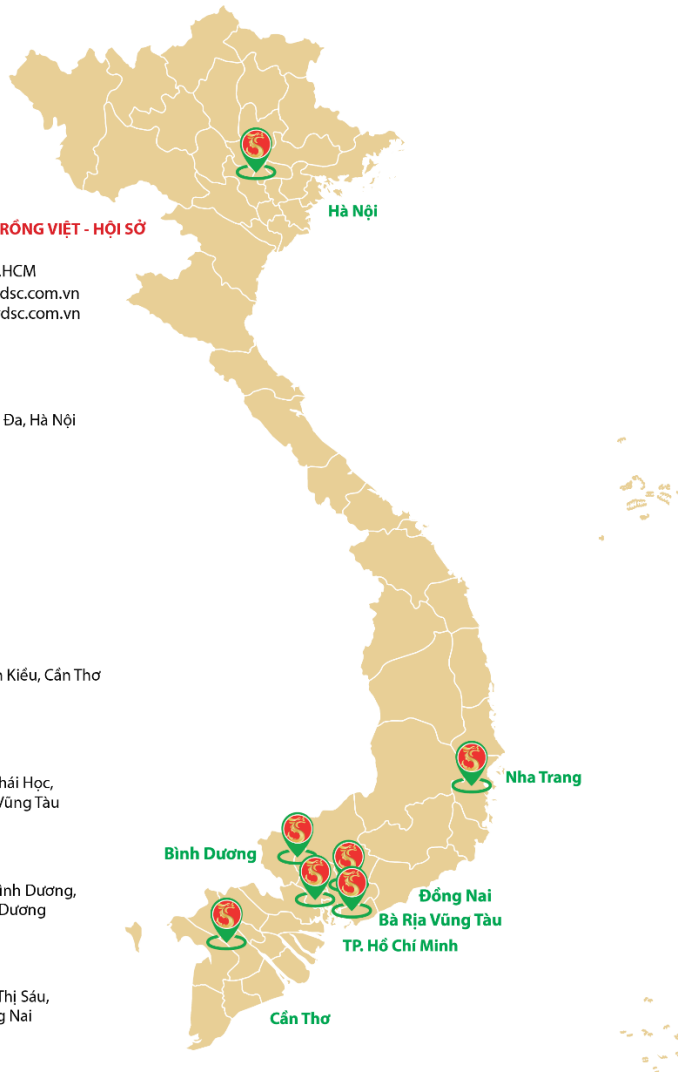 RỒNG VIỆT - HỘI SỞ
.HCM
dsc.com.vn
dsc.com.vn
Đa, Hà Nội
Kiều, Cần Thơ
hái Học,
Vũng Tàu
ình Dương,
Dương
Thị Sáu,
g Nai
Hà Nội
Nha Trang
Bình Dương
Đồng Nai
Bà Rịa Vũng Tàu
TP. Hồ Chí Minh
Cần Thơ